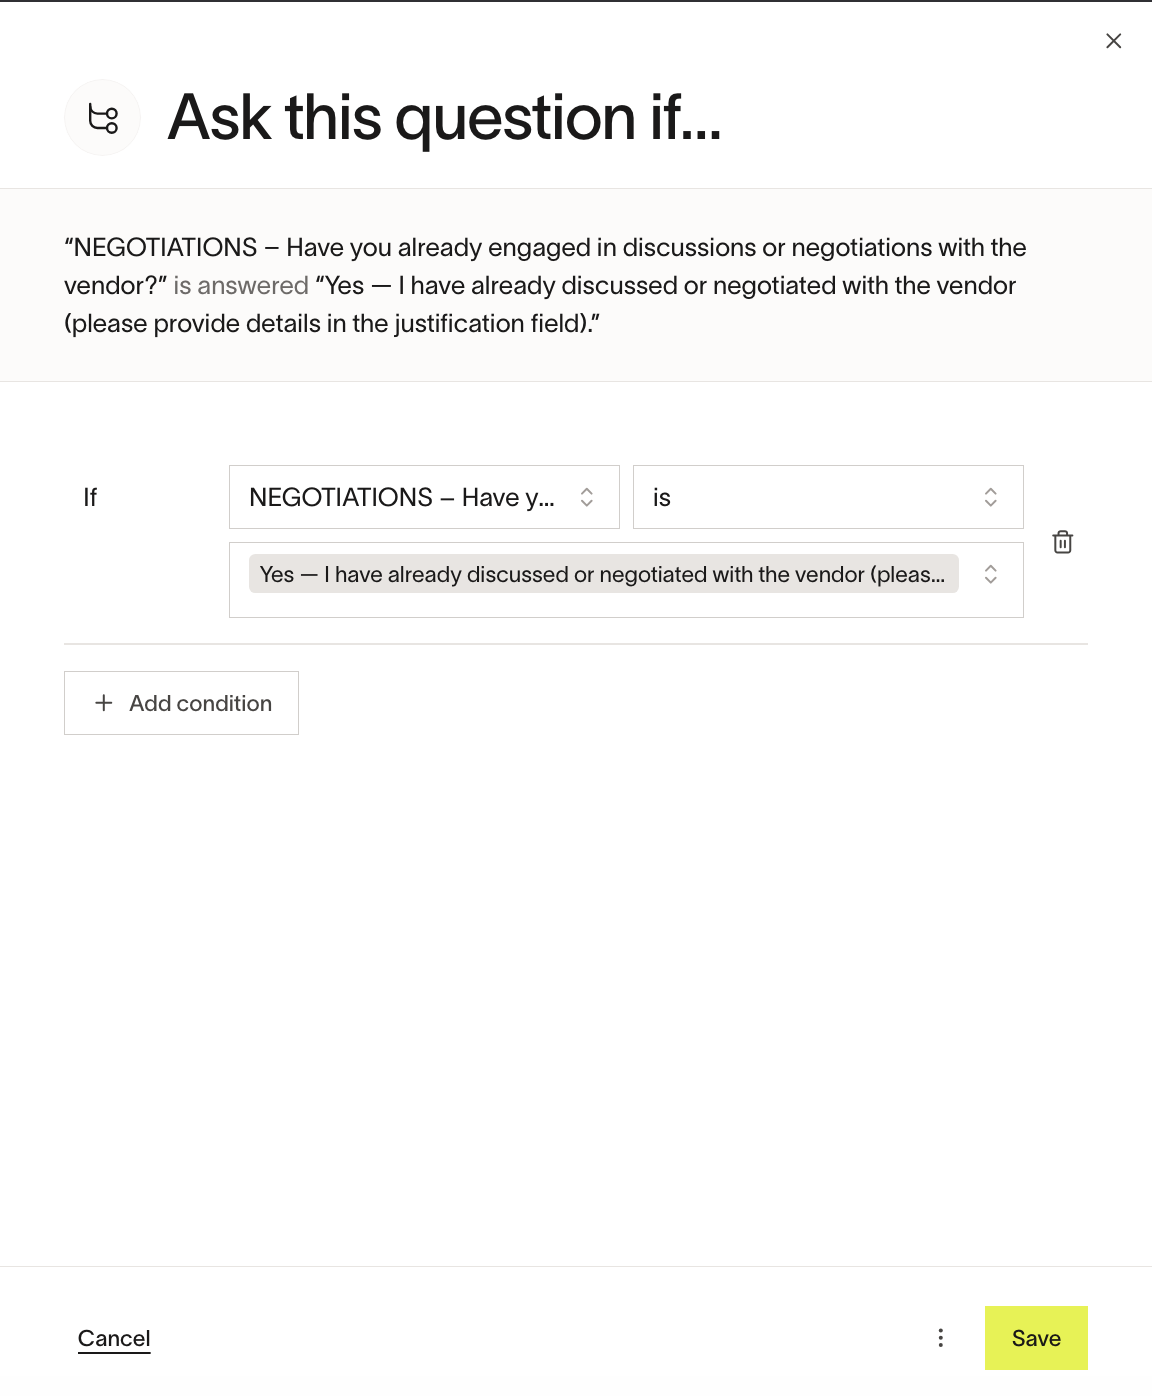 Ask this question if...
“NEGOTIATIONS – Have you already engaged in discussions or negotiations with the
vendor?” is answered “Yes — I have already discussed or negotiated with the vendor
(please provide details in the justification field).”
If
NEGOTIATIONS – Have y...
is
Yes — I have already discussed or negotiated with the vendor (pleas...
Add condition
Cancel
Save